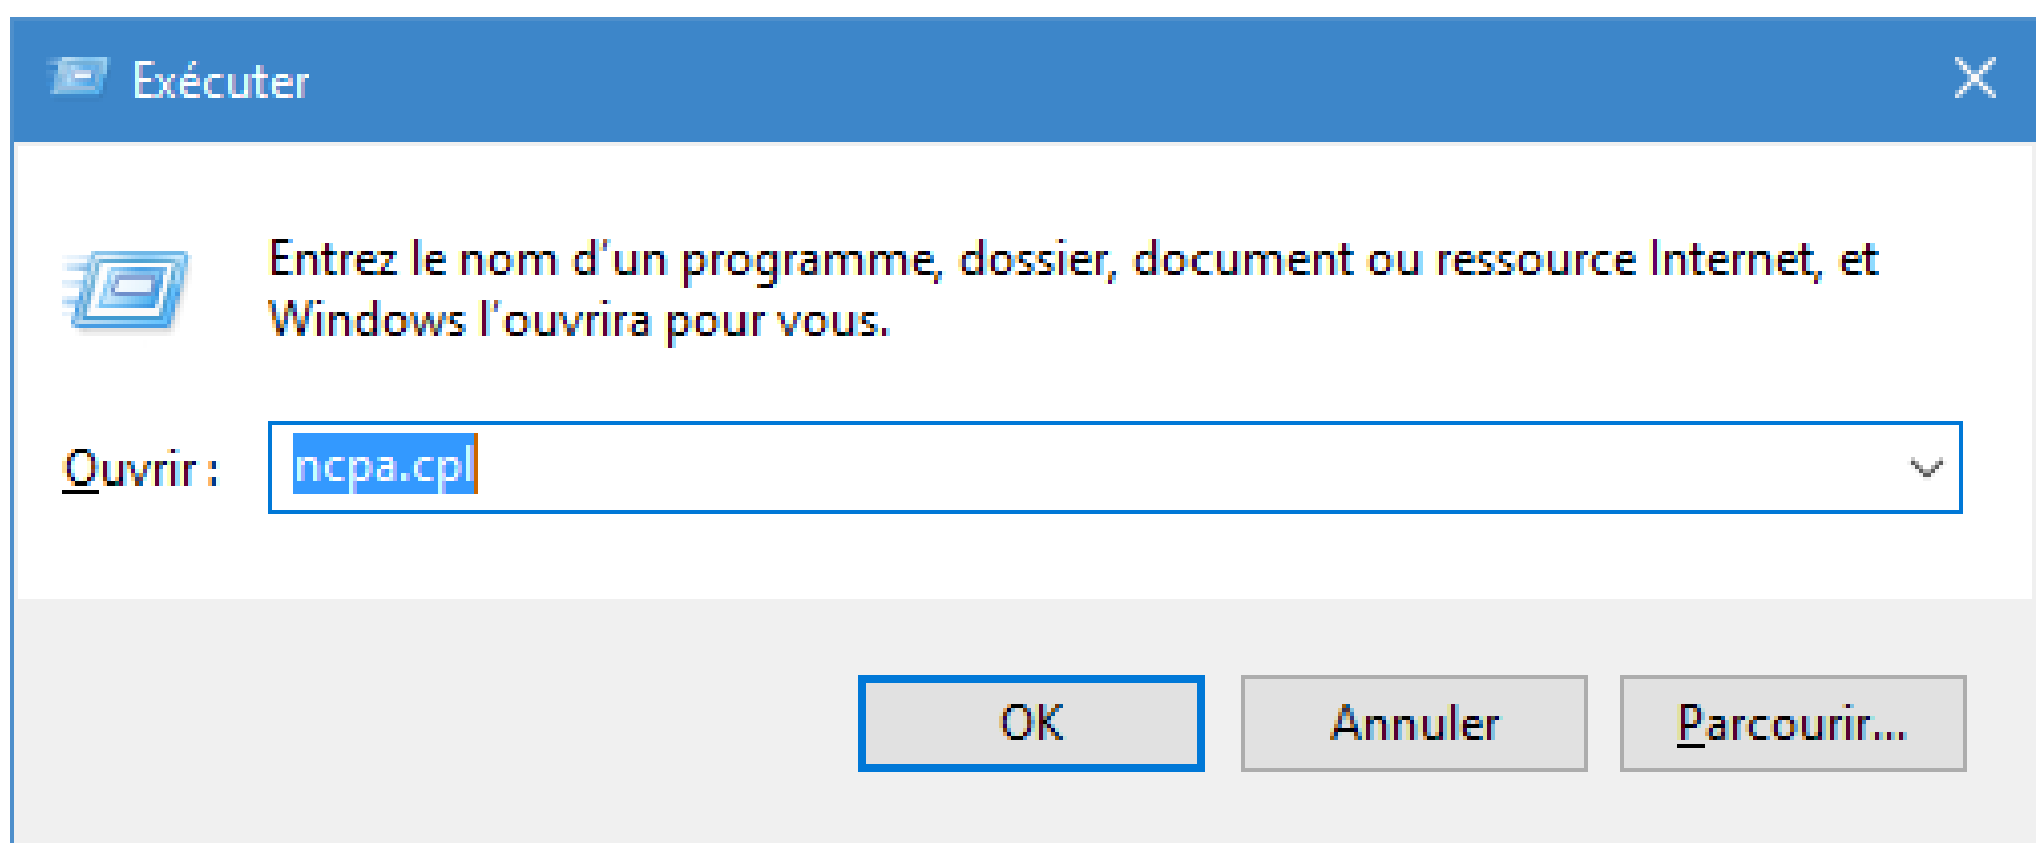 Exécuter
Entrez le nom d'un programme, dossier, document ou ressource Internet, et
Windows l'ouvrira pour vous.
Ouvrir :
ncpa.cpl
OK
Annuler
Parcourir...